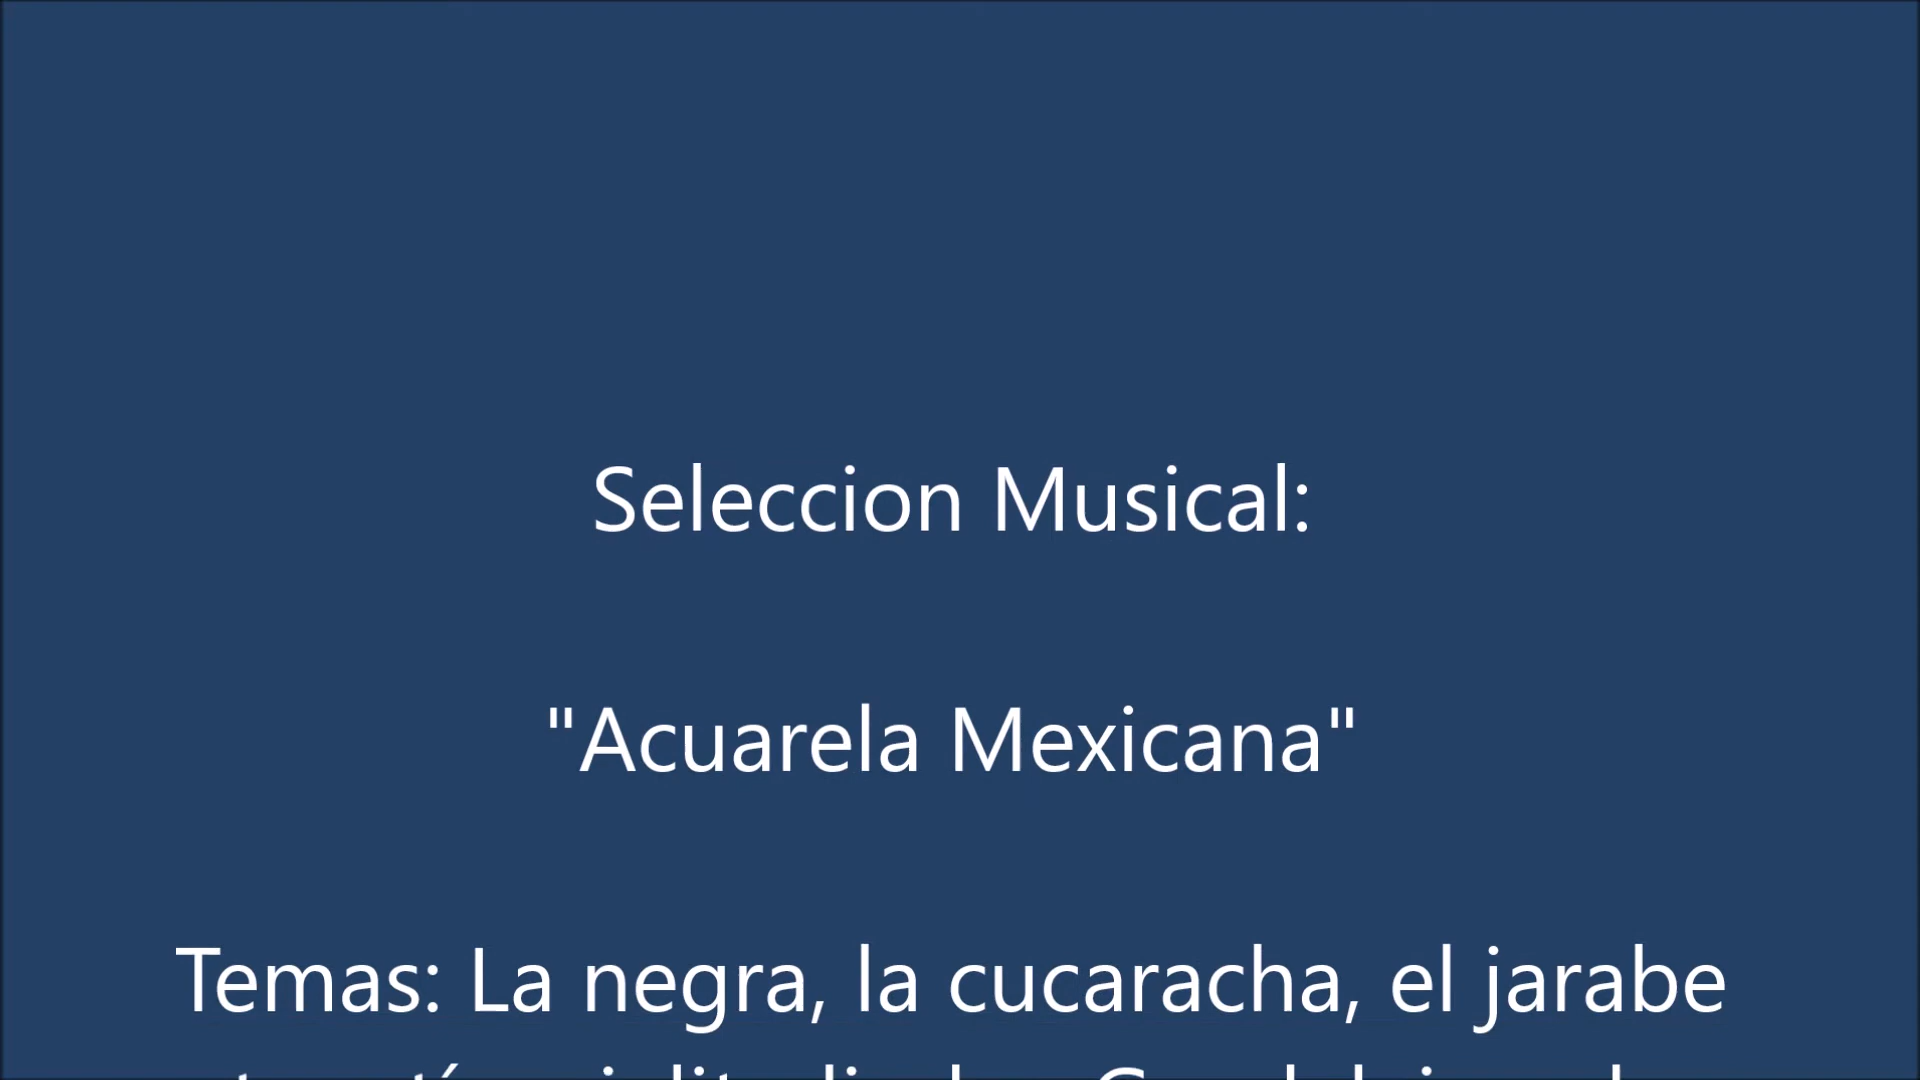 Seleccion Musical:
"Acuarela Mexicana"
Temas: La negra, la cucaracha, el jarabe